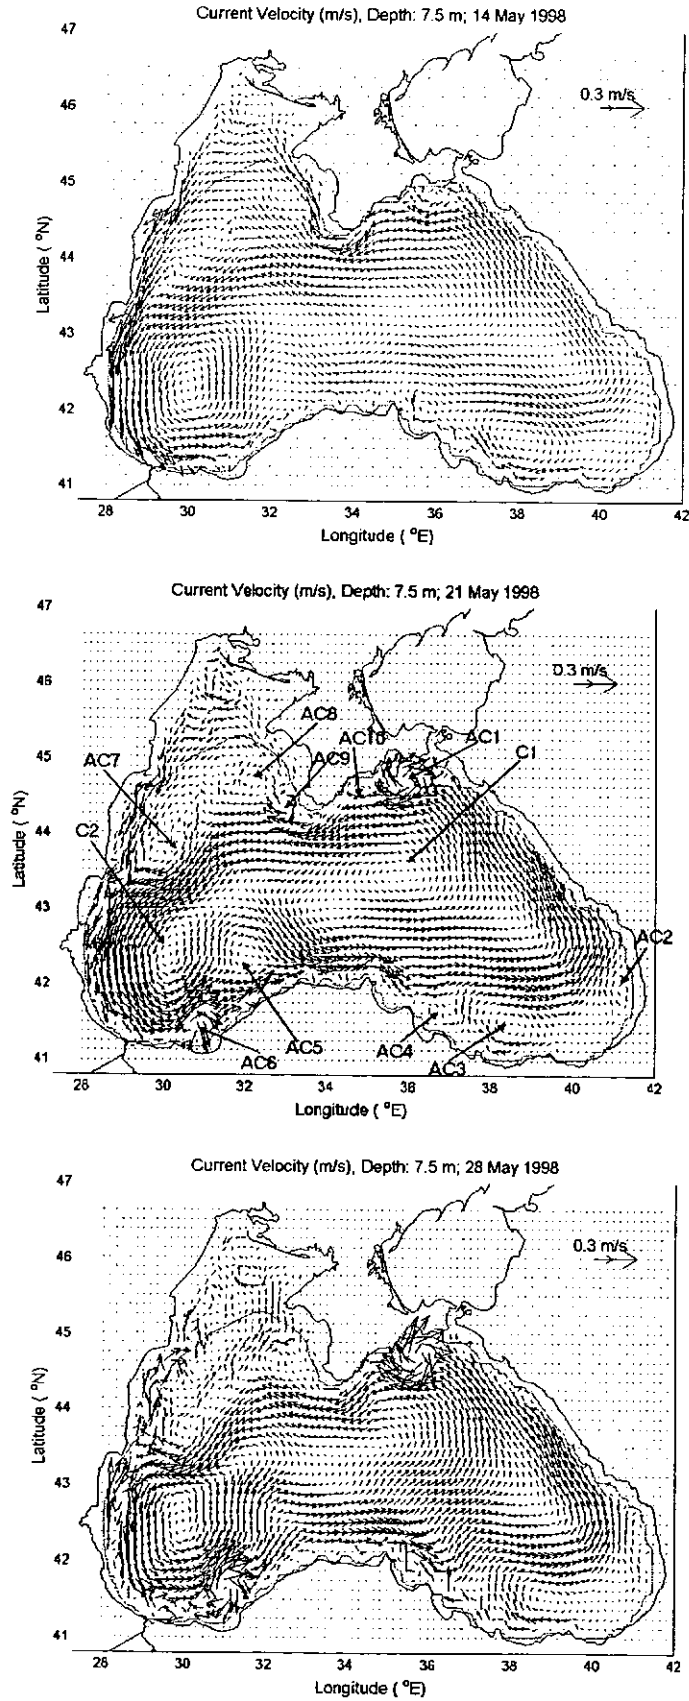 Current Velocity (m/s), Depth: 7.5 m; 14 May 1998
47
46
45
44
43
42
41
Latitude ( °N)
0.3 m/s
28 30 32 34 36 38 40 42
Longitude ( °E)
Current Velocity (m/s), Depth: 7.5 m; 21 May 1998
47
46
45
44
43
42
41
Latitude ( °N)
0.3 m/s
AC8
AC10
AC1
AC7
AC9
C1
C2
AC2
AC5
AC4
AC6
AC3
28 30 32 34 36 38 40 42
Longitude ( °E)
Current Velocity (m/s), Depth: 7.5 m; 28 May 1998
47
46
45
44
43
42
41
Latitude ( °N)
0.3 m/s
28 30 32 34 36 38 40 42
Longitude ( °E)